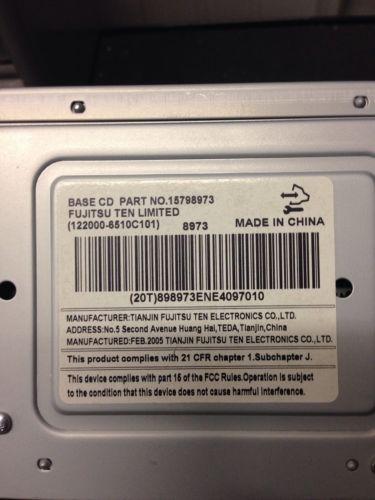 BASE CD PART NO.15798973
FUJITSU TEN LIMITED
(122000-6510C101) 8973 MADE IN CHINA
(20T)898973ENE4097010
MANUFACTURER:TIANJIN FUJITSU TEN ELECTRONICS CO.,LTD.
ADDRESS:No.5 Second Avenue Huang Hai,TEDA,Tianjin,China
MANUFACTURED:FEB.2005 TIANJIN FUJITSU TEN ELECTRONICS CO.,LTD.
This product complies with 21 CFR chapter 1.Subchapter J.
This device complies with part 15 of the FCC Rules.Operation is subject
to the condition that this device does not cause harmful interference.